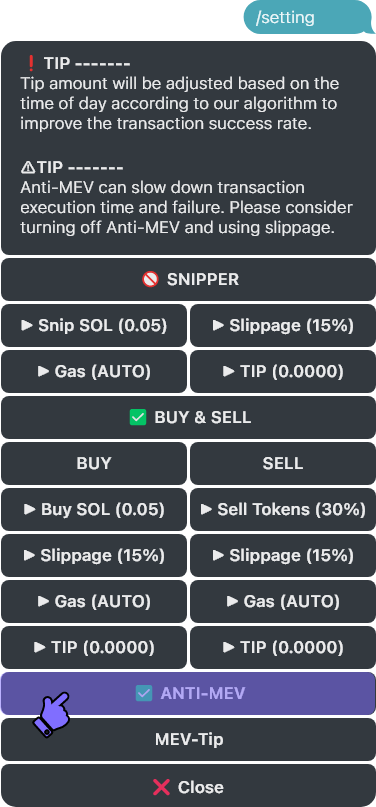 /setting
❗ TIP -------
Tip amount will be adjusted based on the
time of day according to our algorithm to
improve the transaction success rate.
⚠TIP -------
Anti-MEV can slow down transaction
execution time and failure. Please consider
turning off Anti-MEV and using slippage.
🚫 SNIPPER
▶ Snip SOL (0.05) ▶ Slippage (15%)
▶ Gas (AUTO) ▶ TIP (0.0000)
✅ BUY & SELL
BUY SELL
▶ Buy SOL (0.05) ▶ Sell Tokens (30%)
▶ Slippage (15%) ▶ Slippage (15%)
▶ Gas (AUTO) ▶ Gas (AUTO)
▶ TIP (0.0000) ▶ TIP (0.0000)
✅ ANTI-MEV
MEV-Tip
❌ Close